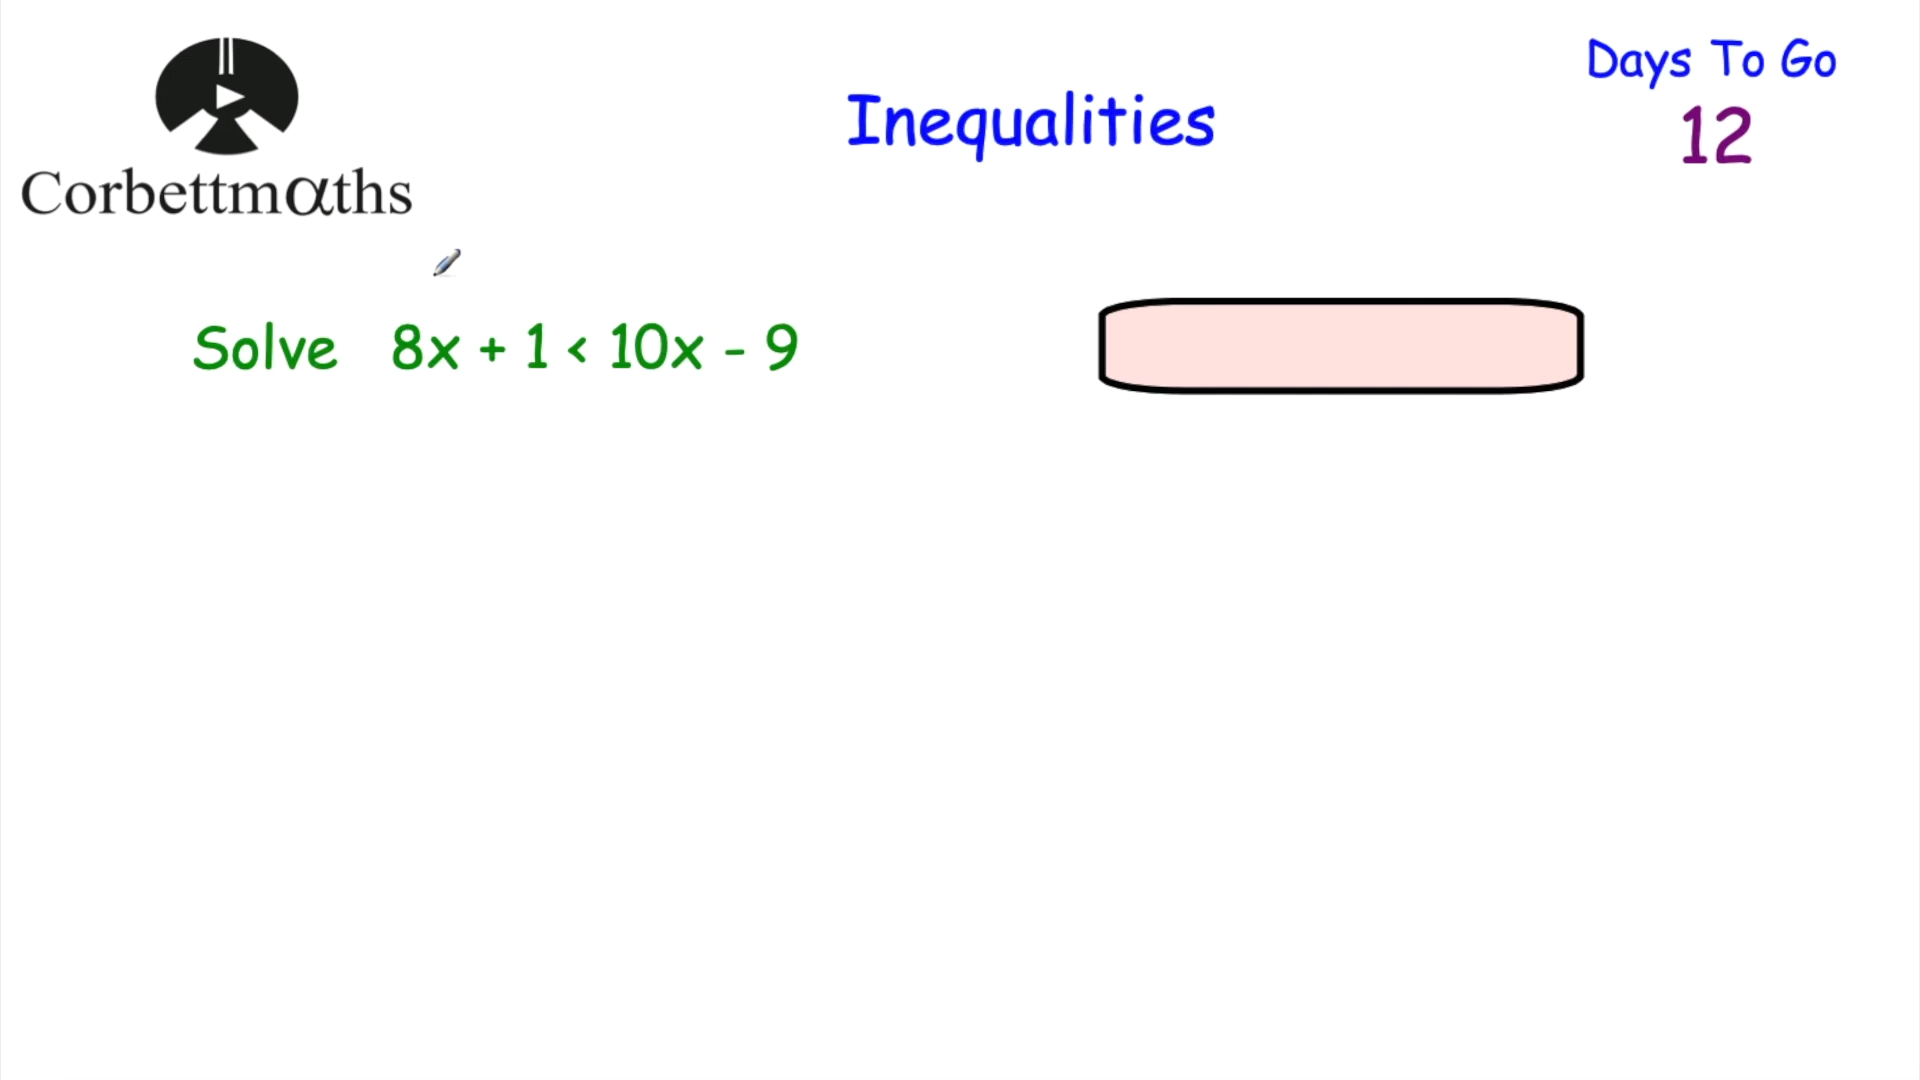 Corbettmαths
Inequalities
Days To Go
12
Solve 8x + 1 < 10x - 9